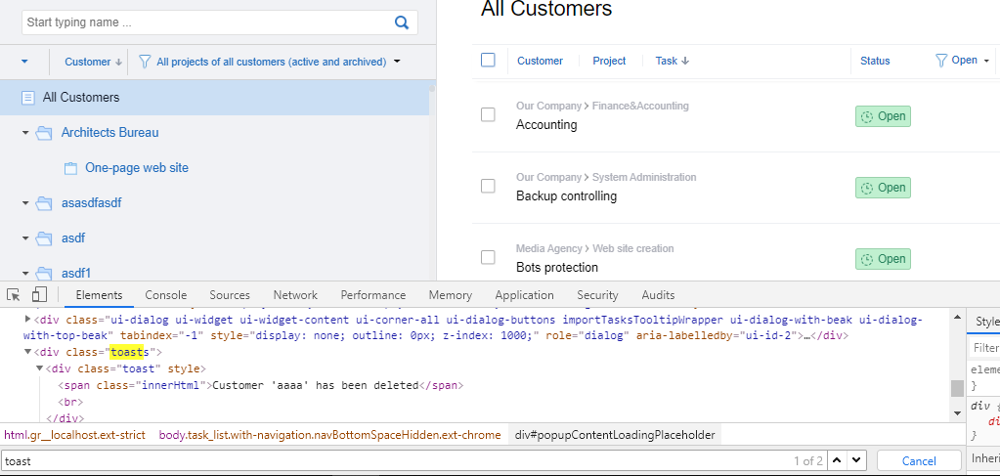 Start typing name ...
Customer
All projects of all customers (active and archived)
All Customers
Architects Bureau
One-page web site
asasdfasdf
asdf
asdf1
All Customers
Customer Project Task Status Open
Our Company > Finance&Accounting
Accounting
Open
Our Company > System Administration
Backup controlling
Open
Media Agency > Web site creation
Bots protection
Open
Elements Console Sources Network Performance Memory Application Security Audits
<div class="ui-dialog ui-widget ui-widget-content ui-corner-all ui-dialog-buttons importTasksTooltipWrapper ui-dialog-with-beak ui-dialog-
with-top-beak" tabindex="-1" style="display: none; outline: 0px; z-index: 1000;" role="dialog" aria-labelledby="ui-id-2">…</div>
<div class="toasts">
<div class="toast" style>
<span class="innerHtml">Customer 'aaaa' has been deleted</span>
<br>
</div>
html.gr__localhost.ext-strict body.task_list.with-navigation.navBottomSpaceHidden.ext-chrome div#popupContentLoadingPlaceholder
toast 1 of 2 Cancel
Style
Filter
eleme
}
div {
di
}
Inheri